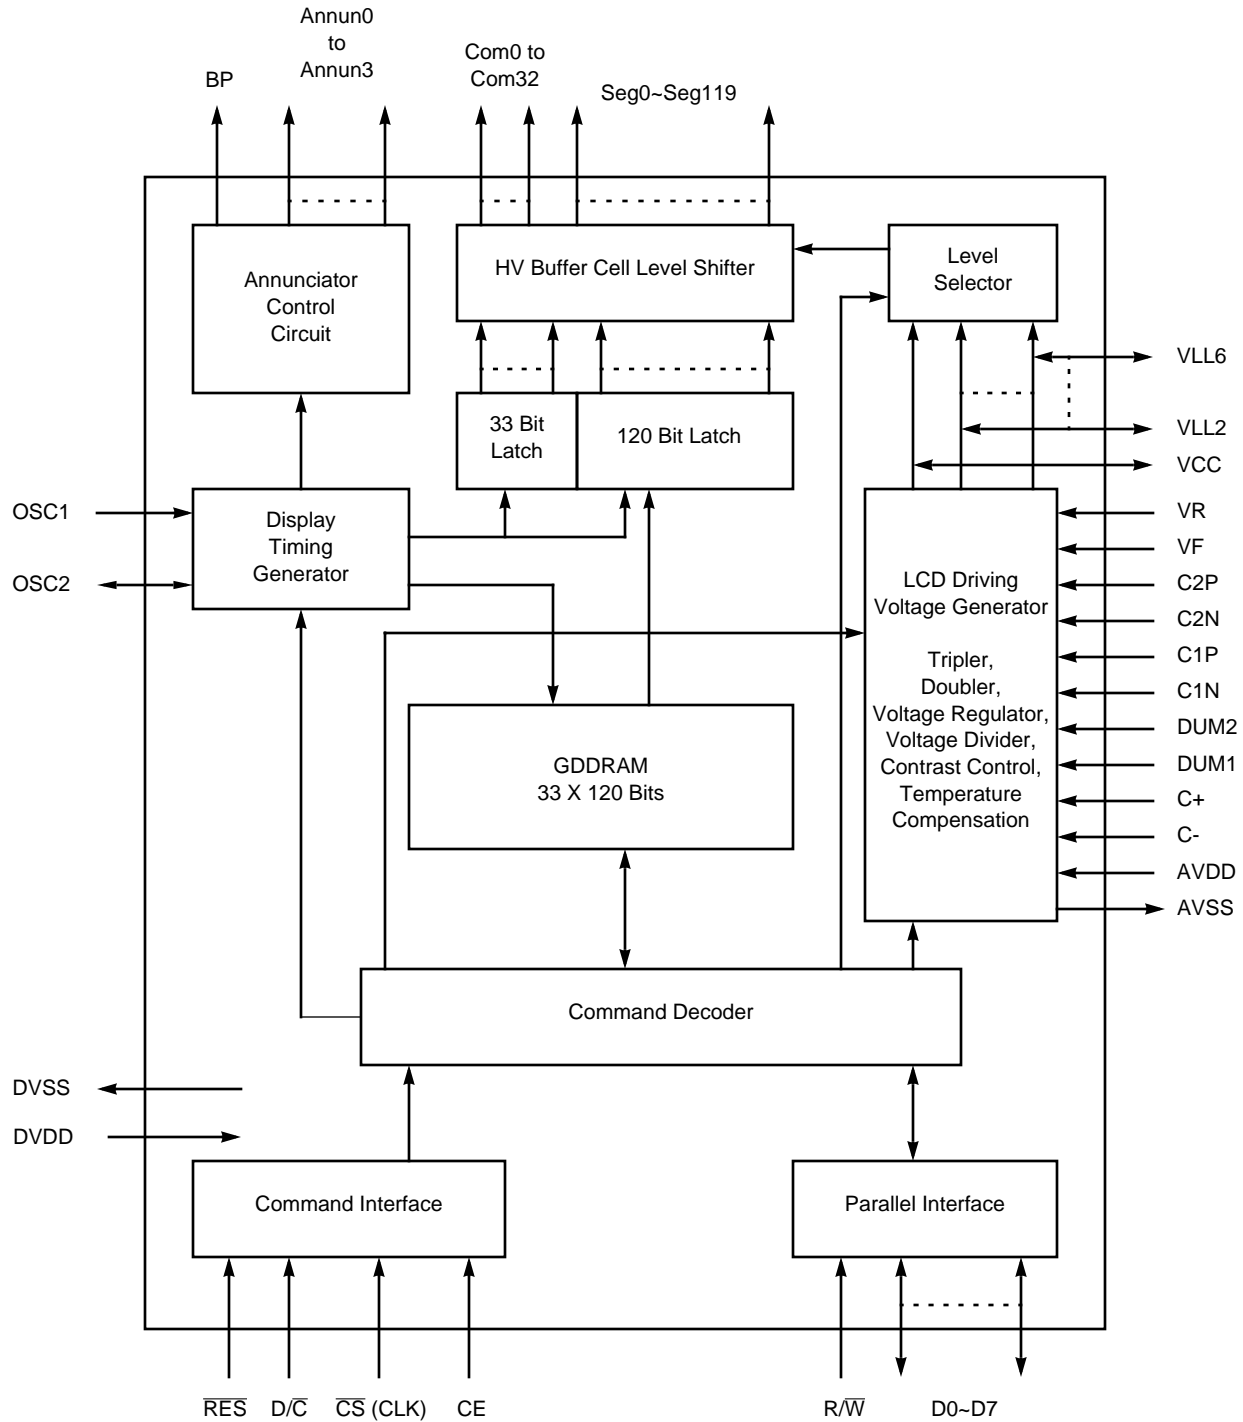 Annun0
to
Annun3
BP
Com0 to
Com32
Seg0~Seg119
Annunciator
Control
Circuit
HV Buffer Cell Level Shifter
Level
Selector
33 Bit
Latch
120 Bit Latch
VLL6
VLL2
VCC
OSC1
OSC2
Display
Timing
Generator
LCD Driving
Voltage Generator
Tripler,
Doubler,
Voltage Regulator,
Voltage Divider,
Contrast Control,
Temperature
Compensation
VR
VF
C2P
C2N
C1P
C1N
DUM2
DUM1
C+
C-
AVDD
AVSS
GDDRAM
33 X 120 Bits
Command Decoder
DVSS
DVDD
Command Interface
Parallel Interface
R̅E̅S̅
D/C̅
C̅S̅ (CLK)
CE
R/W̅
D0~D7